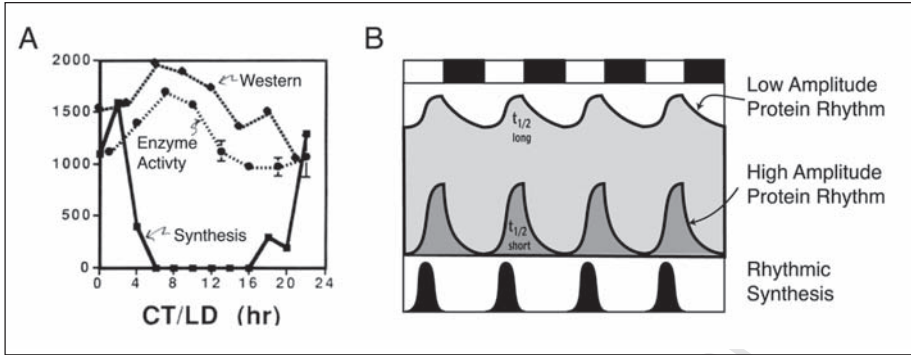 A
2000
1500
1000
500
0
Western
Enzyme
Activty
Synthesis
0 4 8 12 16 20 24
CT/LD (hr)
B
t1/2
long
t1/2
short
Low Amplitude
Protein Rhythm
High Amplitude
Protein Rhythm
Rhythmic
Synthesis